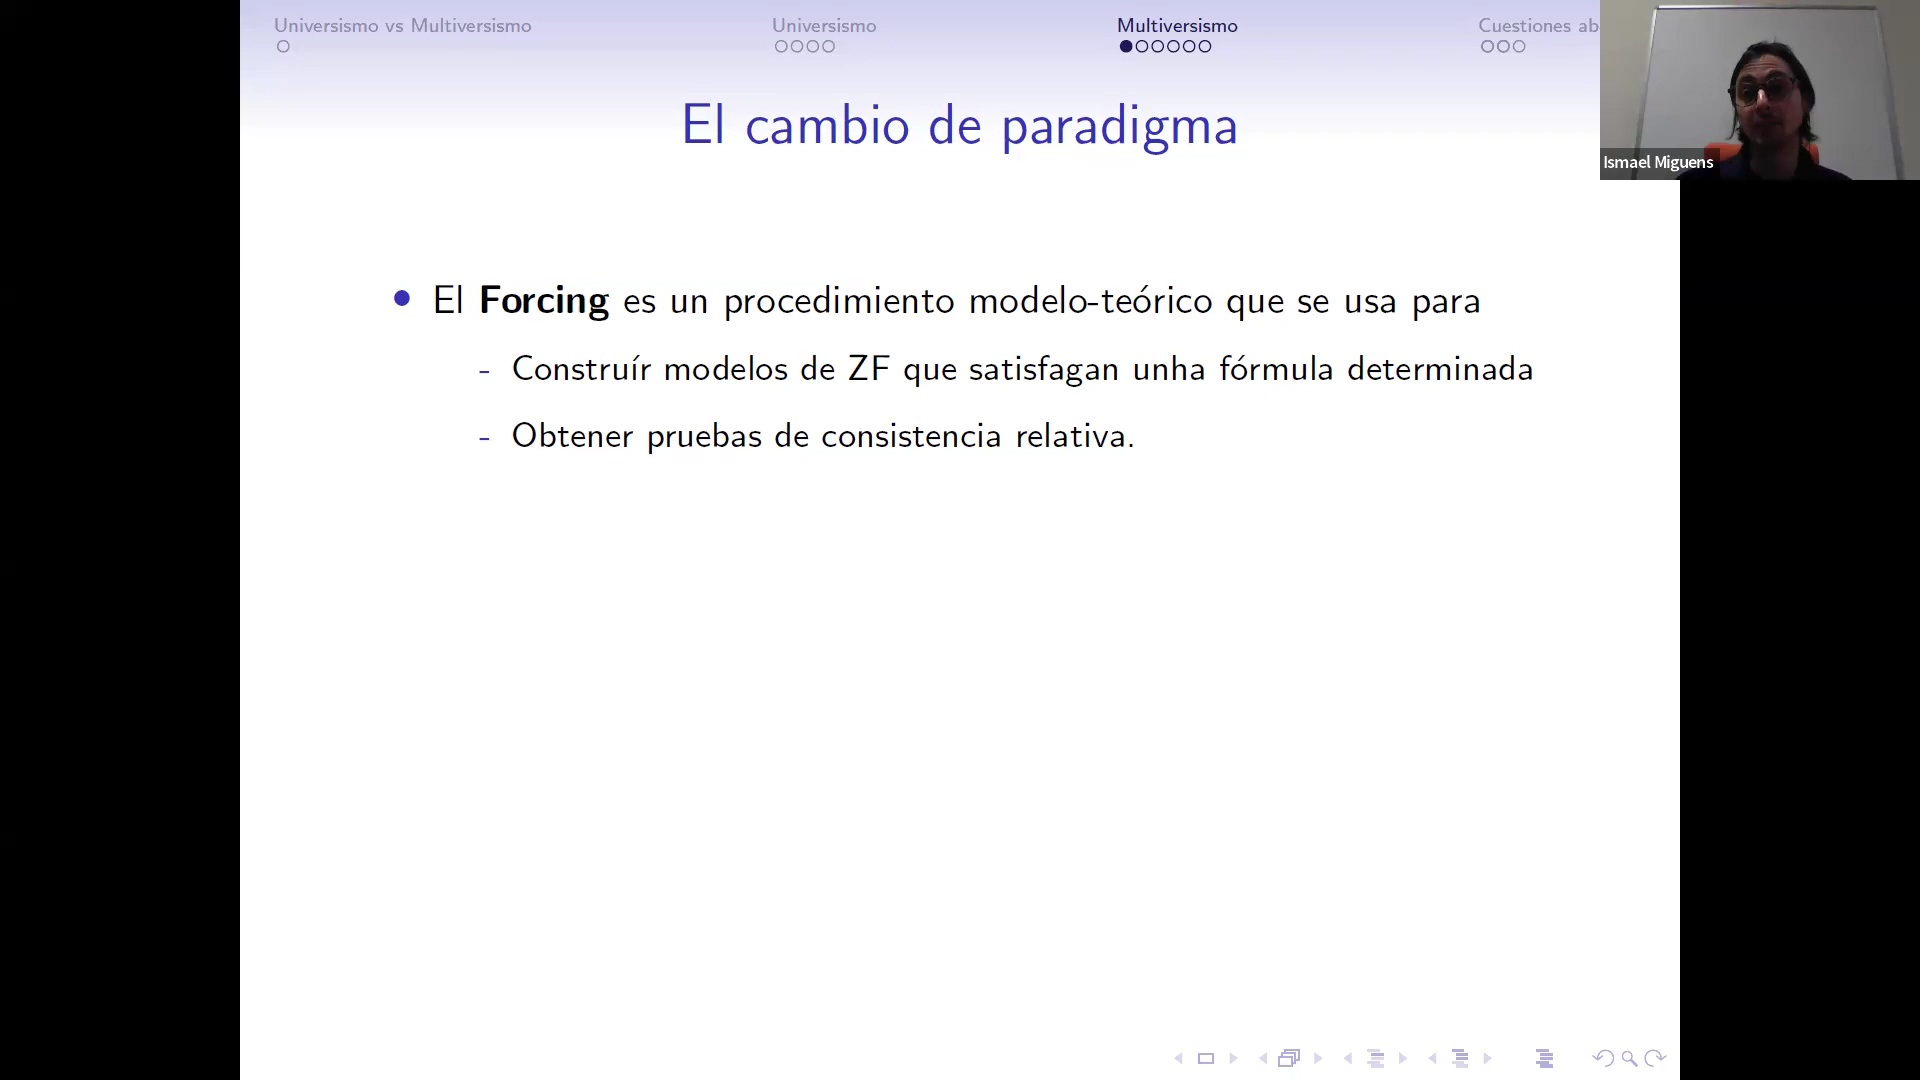 Universismo vs Multiversismo
Universismo
Multiversismo
Cuestiones ab
Ismael Miguens
El cambio de paradigma
• El Forcing es un procedimiento modelo-teórico que se usa para
- Construír modelos de ZF que satisfagan unha fórmula determinada
- Obtener pruebas de consistencia relativa.